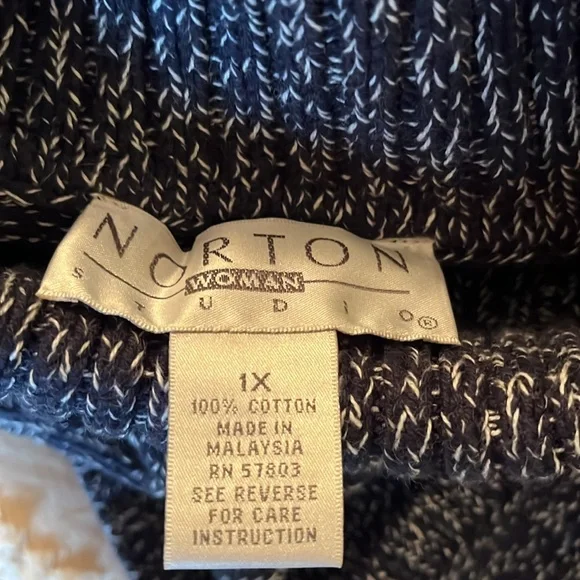 NORTON
WOMAN
STUDIO®
1X
100% COTTON
MADE IN
MALAYSIA
RN 57803
SEE REVERSE
FOR CARE
INSTRUCTION